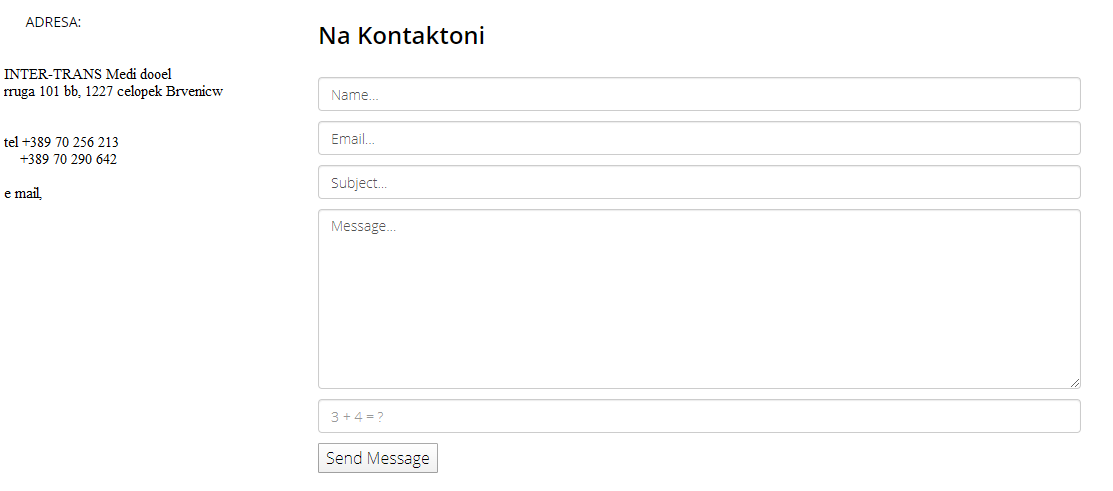 ADRESA:
INTER-TRANS Medi dooel
rruga 101 bb, 1227 celopek Brvenicw
tel +389 70 256 213
+389 70 290 642
e mail,
Na Kontaktoni
Name...
Email...
Subject...
Message...
3 + 4 = ?
Send Message